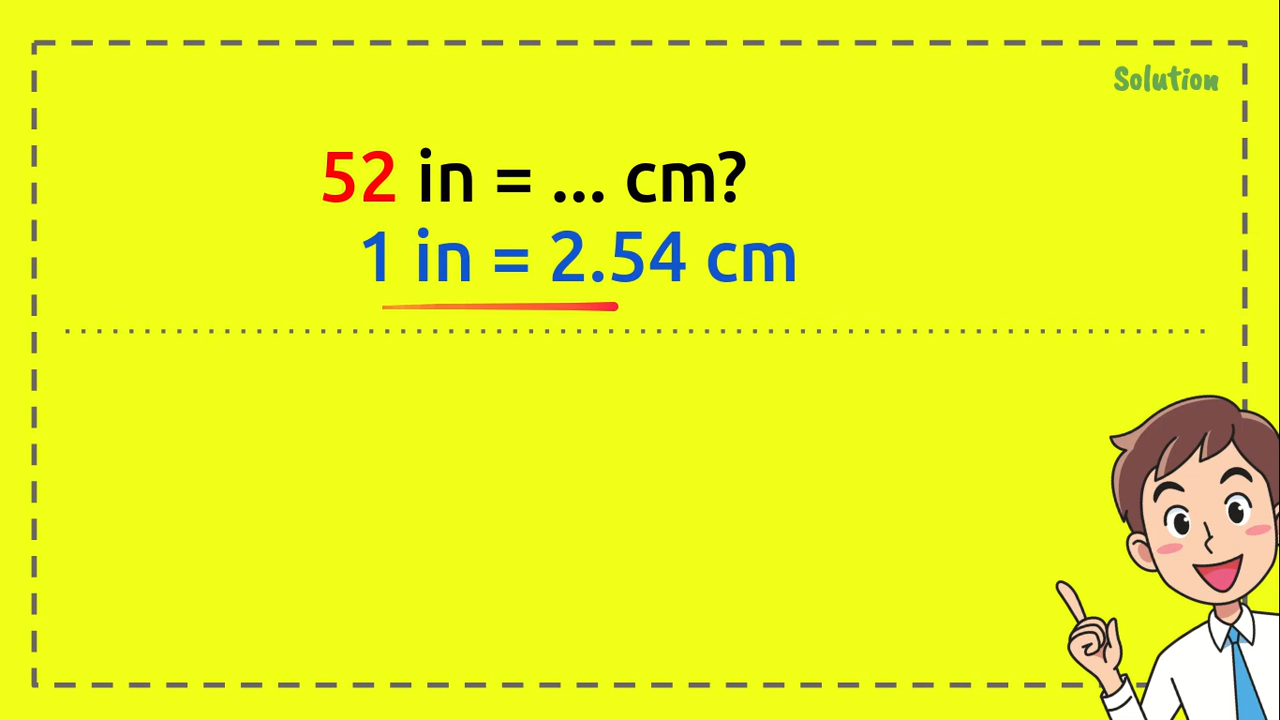 Solution
52 in = ... cm?
1 in = 2.54 cm